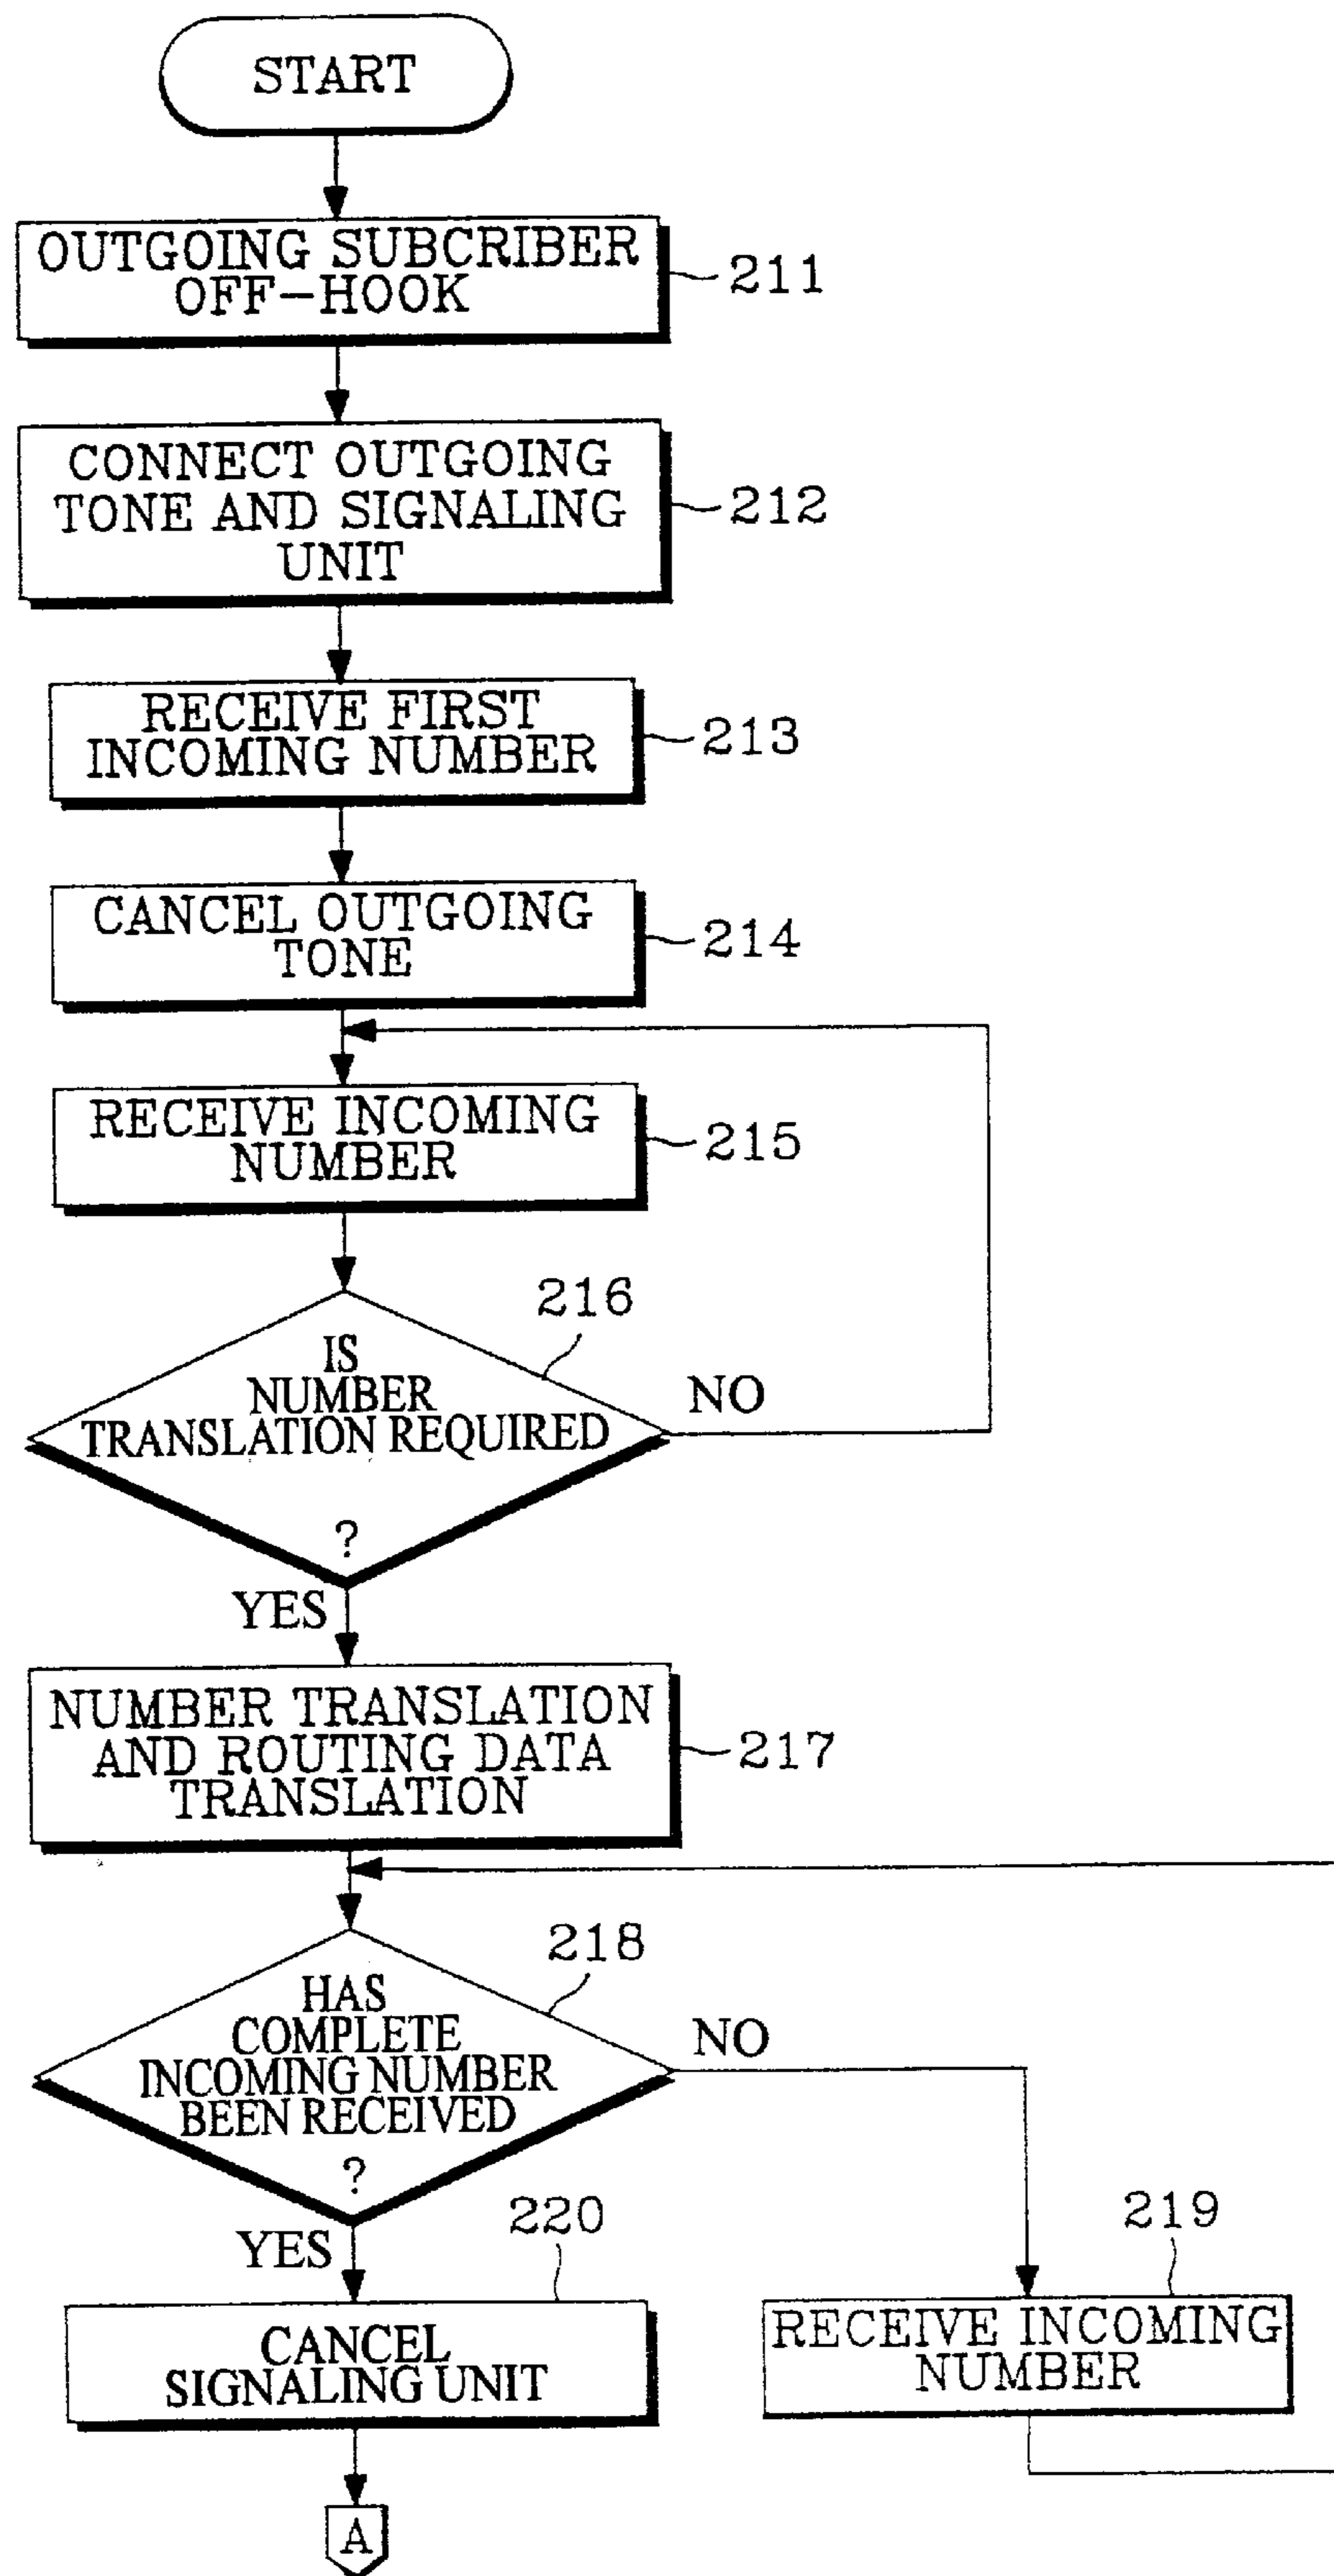 START
OUTGOING SUBCRIBER
OFF-HOOK
211
CONNECT OUTGOING
TONE AND SIGNALING
UNIT
212
RECEIVE FIRST
INCOMING NUMBER
213
CANCEL OUTGOING
TONE
214
RECEIVE INCOMING
NUMBER
215
216
IS
NUMBER
TRANSLATION REQUIRED
?
NO
YES
NUMBER TRANSLATION
AND ROUTING DATA
TRANSLATION
217
218
HAS
COMPLETE
INCOMING NUMBER
BEEN RECEIVED
?
NO
YES
220
CANCEL
SIGNALING UNIT
219
RECEIVE INCOMING
NUMBER
A